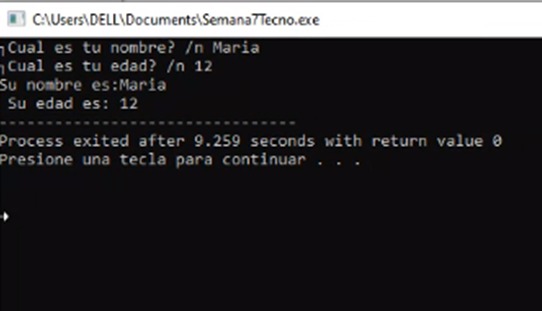 C:\Users\DELL\Documents\Semana7Tecno.exe
┐Cual es tu nombre? /n Maria
┐Cual es tu edad? /n 12
Su nombre es:Maria
Su edad es: 12
--------------------------------
Process exited after 9.259 seconds with return value 0
Presione una tecla para continuar . . .